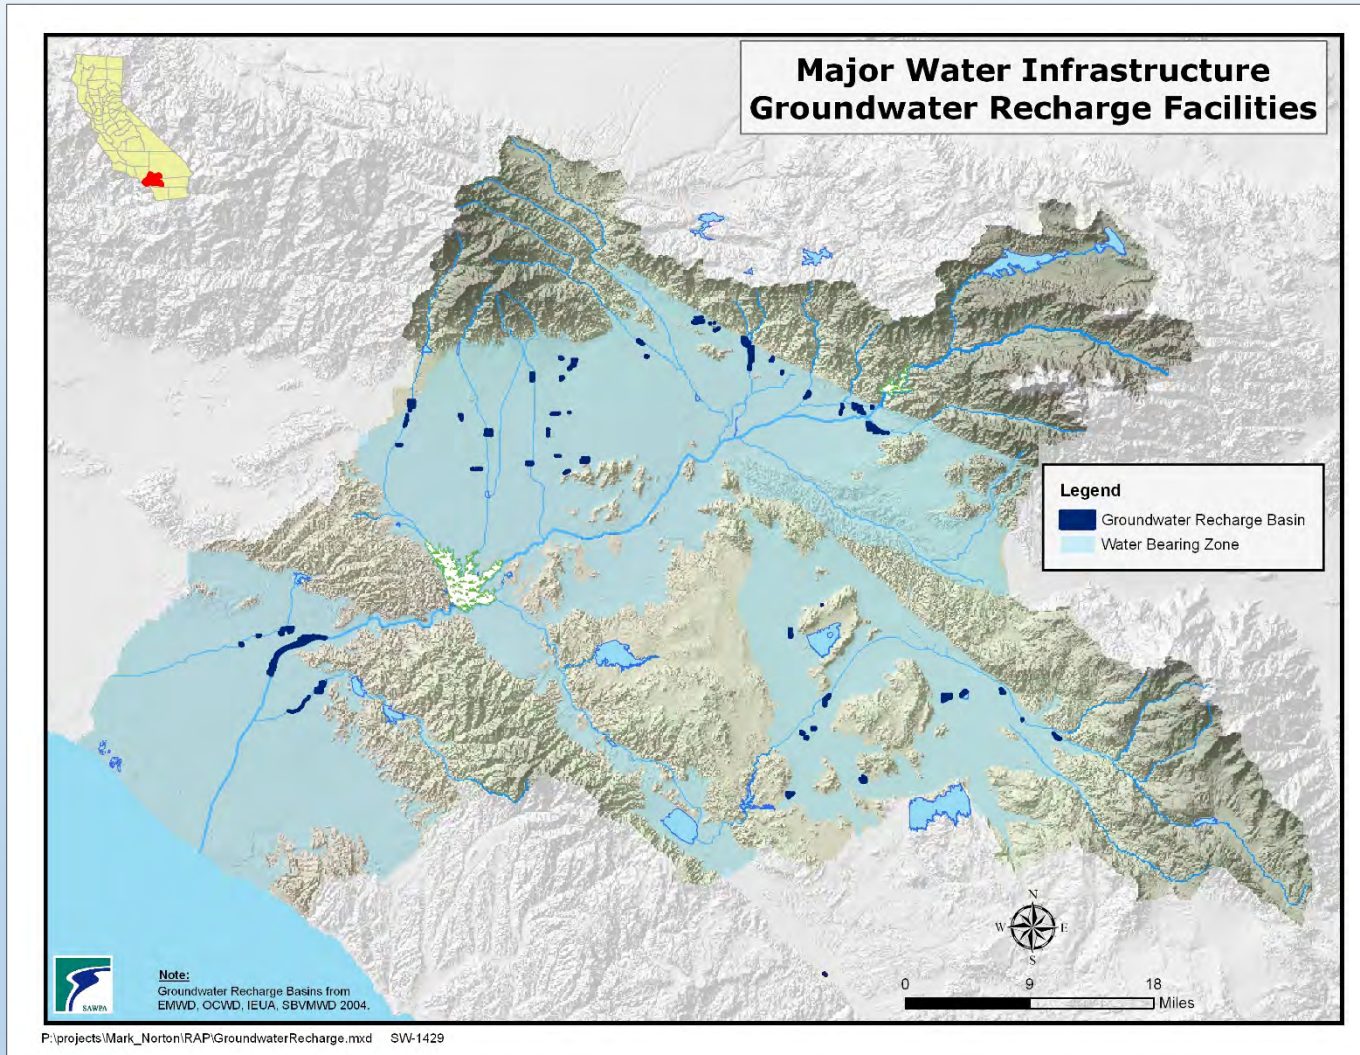 Major Water Infrastructure
Groundwater Recharge Facilities
Legend
Groundwater Recharge Basin
Water Bearing Zone
N
W E
S
0 9 18
Miles
SAWPA
Note:
Groundwater Recharge Basins from
EMWD, OCWD, IEUA, SBVMWD 2004.
P:\projects\Mark_Norton\RAP\GroundwaterRecharge.mxd SW-1429